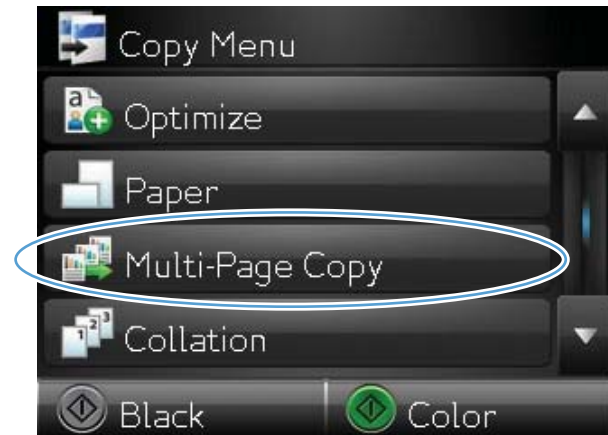 Copy Menu
Optimize
Paper
Multi-Page Copy
Collation
Black Color